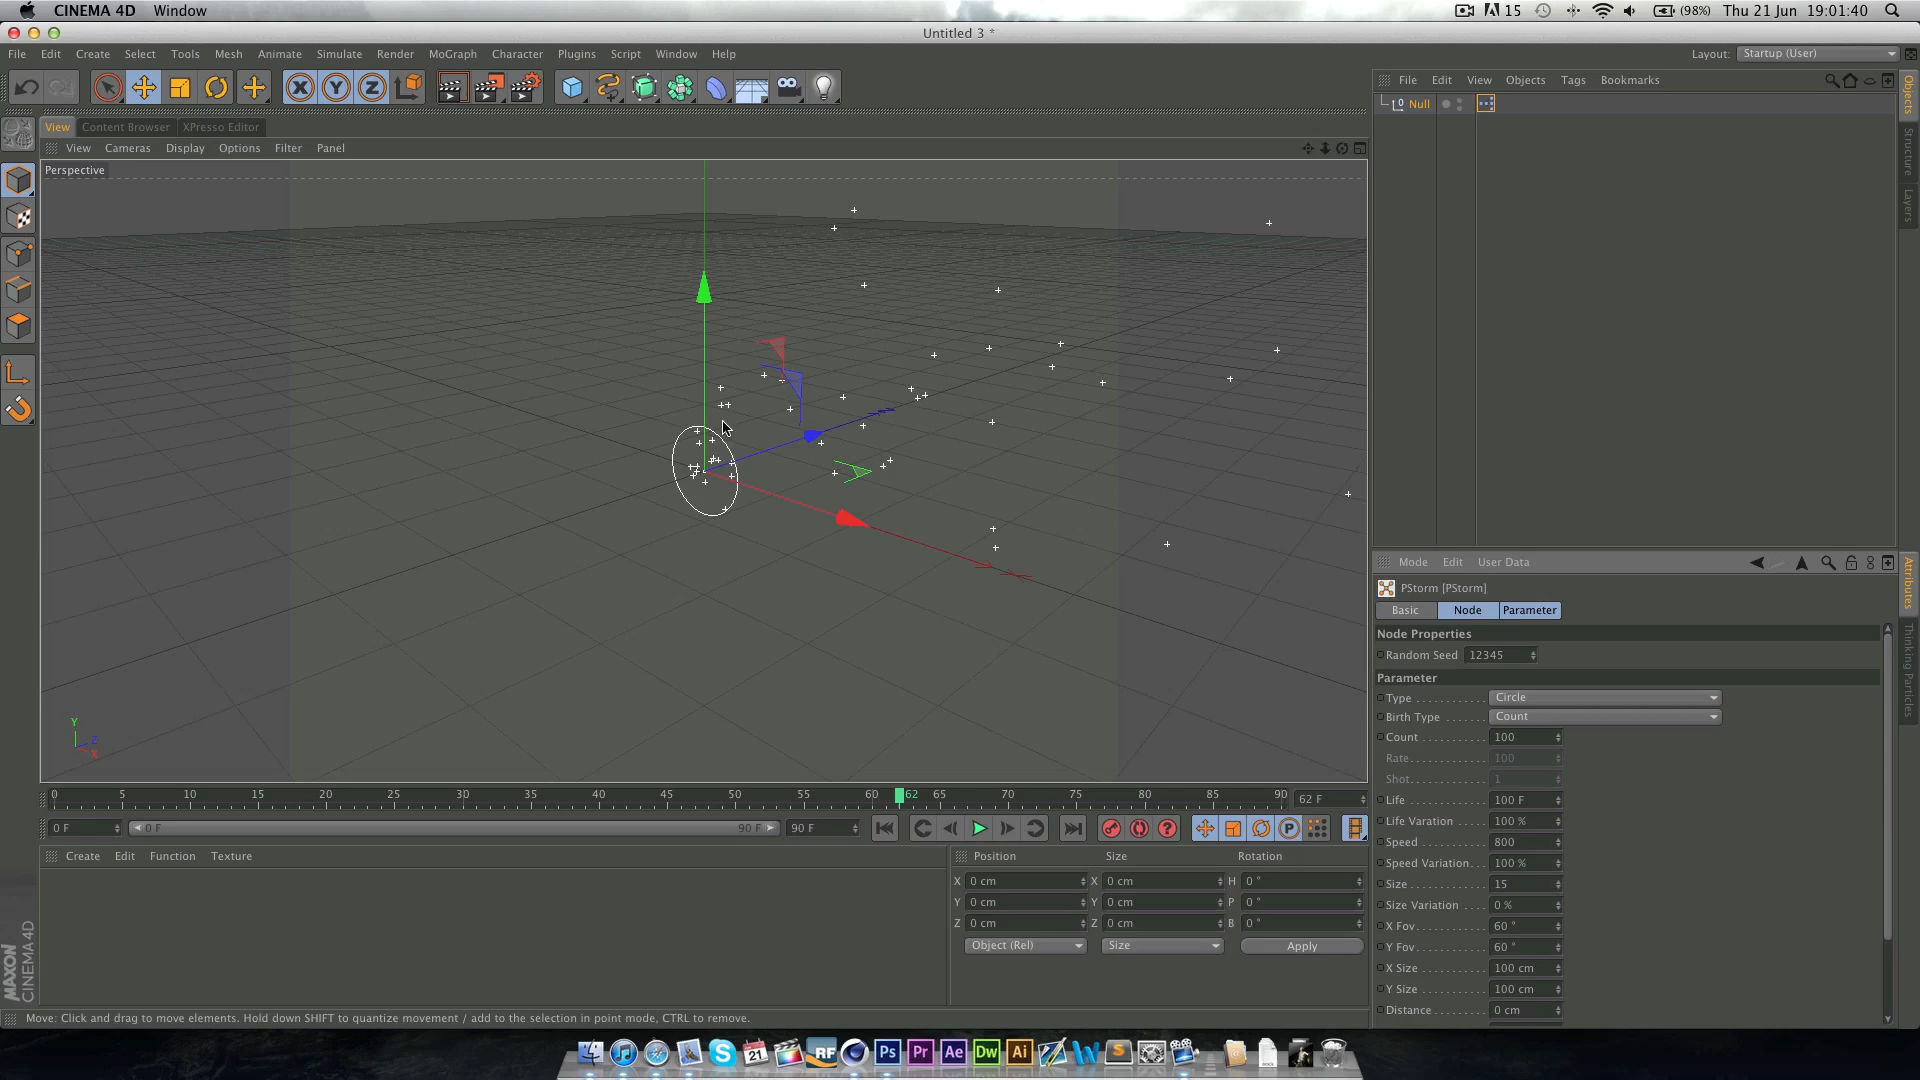 CINEMA 4D Window
15 (98%) Thu 21 Jun 19:01:40
Untitled 3 *
File Edit Create Select Tools Mesh Animate Simulate Render MoGraph Character Plugins Script Window Help
Layout: Startup (User)
File Edit View Objects Tags Bookmarks
Null
Objects
Structure
Layers
View Content Browser XPresso Editor
View Cameras Display Options Filter Panel
Perspective
Y
Z
X
Mode Edit User Data
PStorm [PStorm]
Basic Node Parameter
Node Properties
Random Seed 12345
Parameter
Type Circle
Birth Type Count
Count 100
Rate 100
Shot 1
Life 100 F
Life Varation 100 %
Speed 800
Speed Variation 100 %
Size 15
Size Variation 0 %
X Fov 60 °
Y Fov 60 °
X Size 100 cm
Y Size 100 cm
Distance 0 cm
Attributes
Thinking Particles
0 5 10 15 20 25 30 35 40 45 50 55 60 62 65 70 75 80 85 90
62 F
0 F 0 F 90 F 90 F
Create Edit Function Texture
Position Size Rotation
X 0 cm X 0 cm H 0 °
Y 0 cm Y 0 cm P 0 °
Z 0 cm Z 0 cm B 0 °
Object (Rel) Size Apply
MAXON
CINEMA 4D
Move: Click and drag to move elements. Hold down SHIFT to quantize movement / add to the selection in point mode, CTRL to remove.
21 RF Ps Pr Ae Dw Ai W S